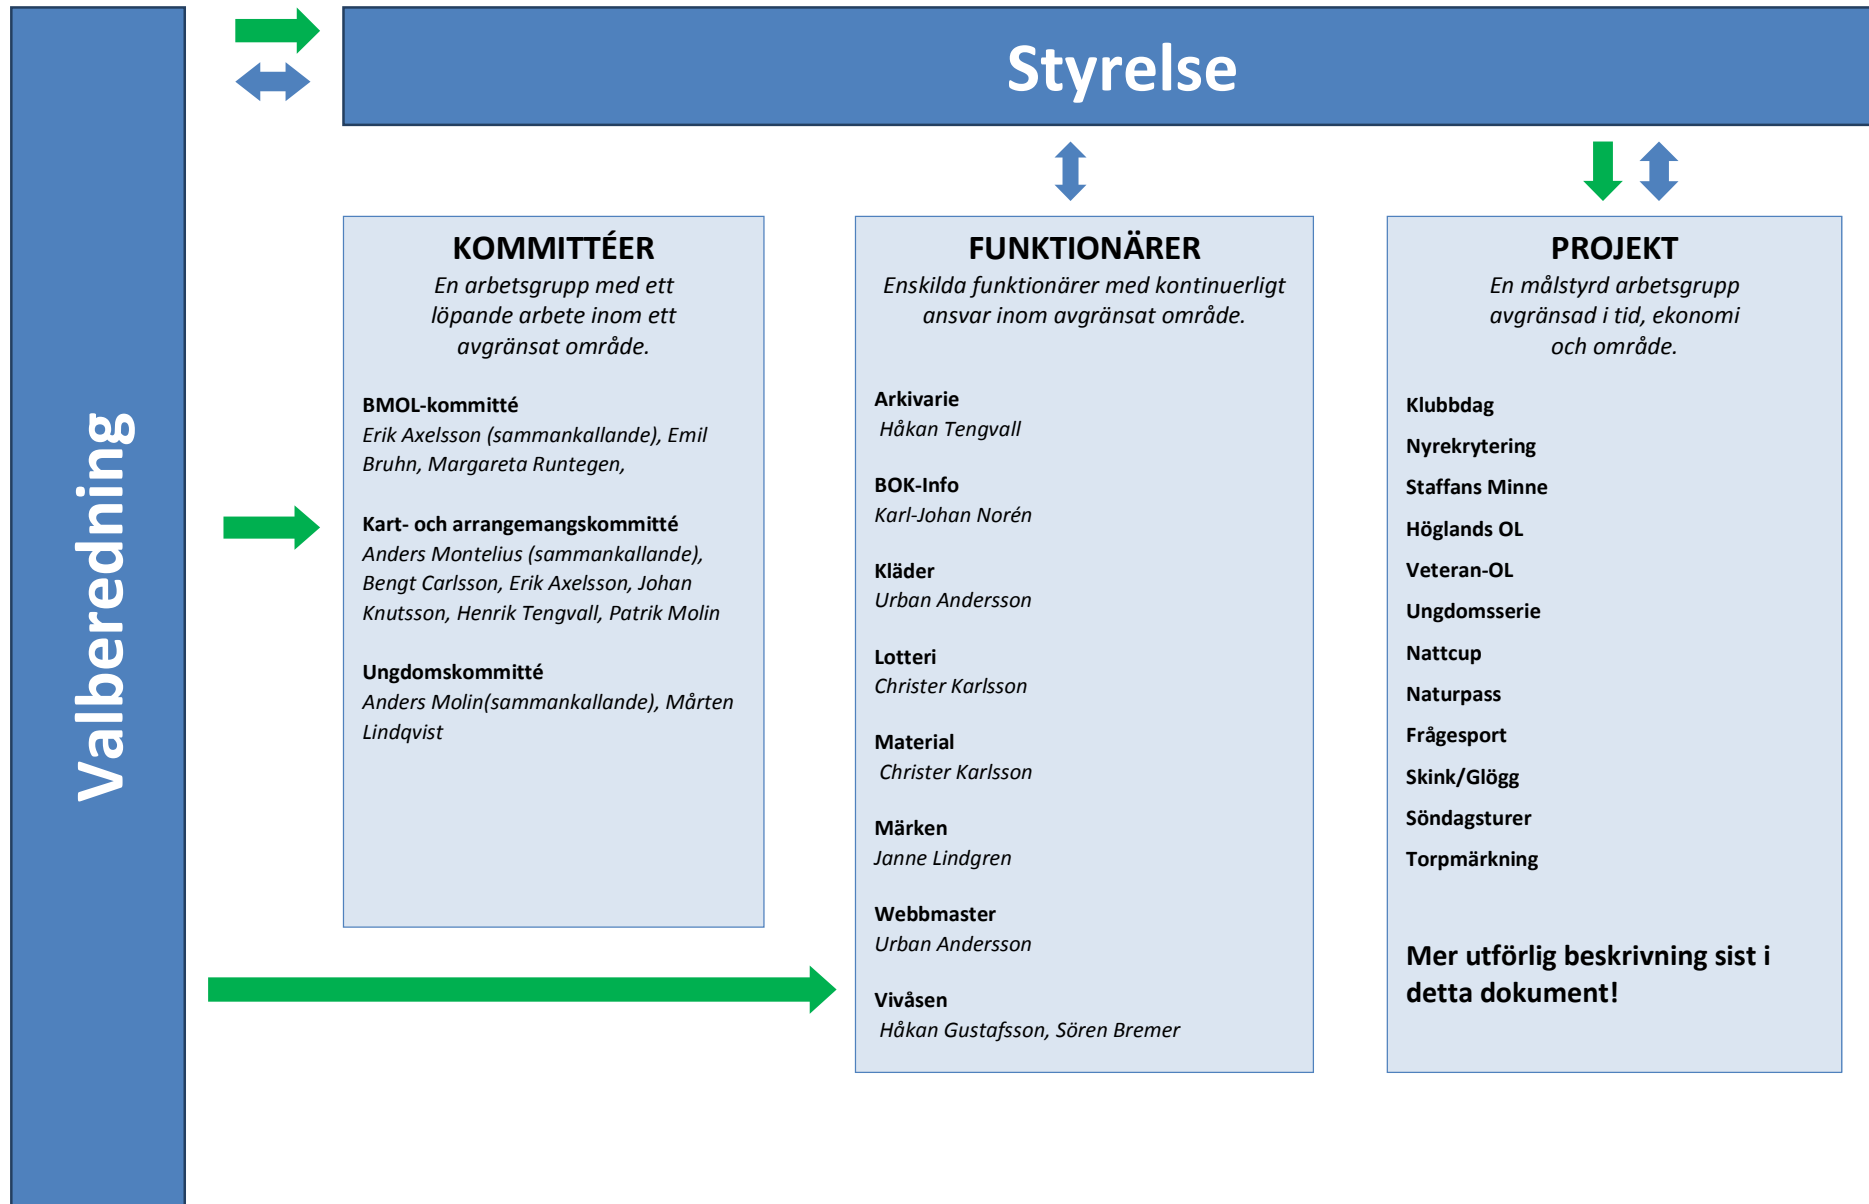 Valberedning
Styrelse
KOMMITTÉER
En arbetsgrupp med ett
löpande arbete inom ett
avgränsat område.
BMOL-kommitté
Erik Axelsson (sammankallande), Emil
Bruhn, Margareta Runtegen,
Kart- och arrangemangskommitté
Anders Montelius (sammankallande),
Bengt Carlsson, Erik Axelsson, Johan
Knutsson, Henrik Tengvall, Patrik Molin
Ungdomskommitté
Anders Molin(sammankallande), Mårten
Lindqvist
FUNKTIONÄRER
Enskilda funktionärer med kontinuerligt
ansvar inom avgränsat område.
Arkivarie
Håkan Tengvall
BOK-Info
Karl-Johan Norén
Kläder
Urban Andersson
Lotteri
Christer Karlsson
Material
Christer Karlsson
Märken
Janne Lindgren
Webbmaster
Urban Andersson
Vivåsen
Håkan Gustafsson, Sören Bremer
PROJEKT
En målstyrd arbetsgrupp
avgränsad i tid, ekonomi
och område.
Klubbdag
Nyrekrytering
Staffans Minne
Höglands OL
Veteran-OL
Ungdomsserie
Nattcup
Naturpass
Frågesport
Skink/Glögg
Söndagsturer
Torpmärkning
Mer utförlig beskrivning sist i
detta dokument!